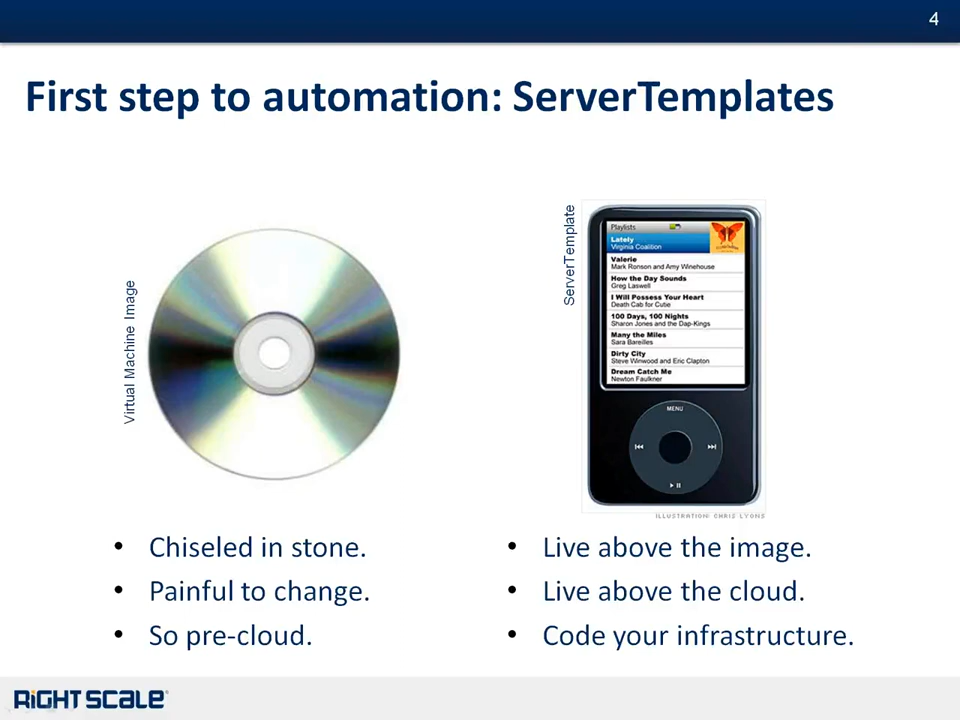 4
First step to automation: ServerTemplates
Virtual Machine Image
Chiseled in stone.
Painful to change.
So pre-cloud.
ServerTemplate
Playlists
Lately
Virginia Coalition
Valerie
Mark Ronson and Amy Winehouse
How the Day Sounds
Greg Laswell
I Will Possess Your Heart
Death Cab for Cutie
100 Days, 100 Nights
Sharon Jones and the Dap-Kings
Many the Miles
Sara Bareilles
Dirty City
Steve Winwood and Eric Clapton
Dream Catch Me
Newton Faulkner
MENU
ILLUSTRATION: CHRIS LYONS
Live above the image.
Live above the cloud.
Code your infrastructure.
RIGHTSCALE